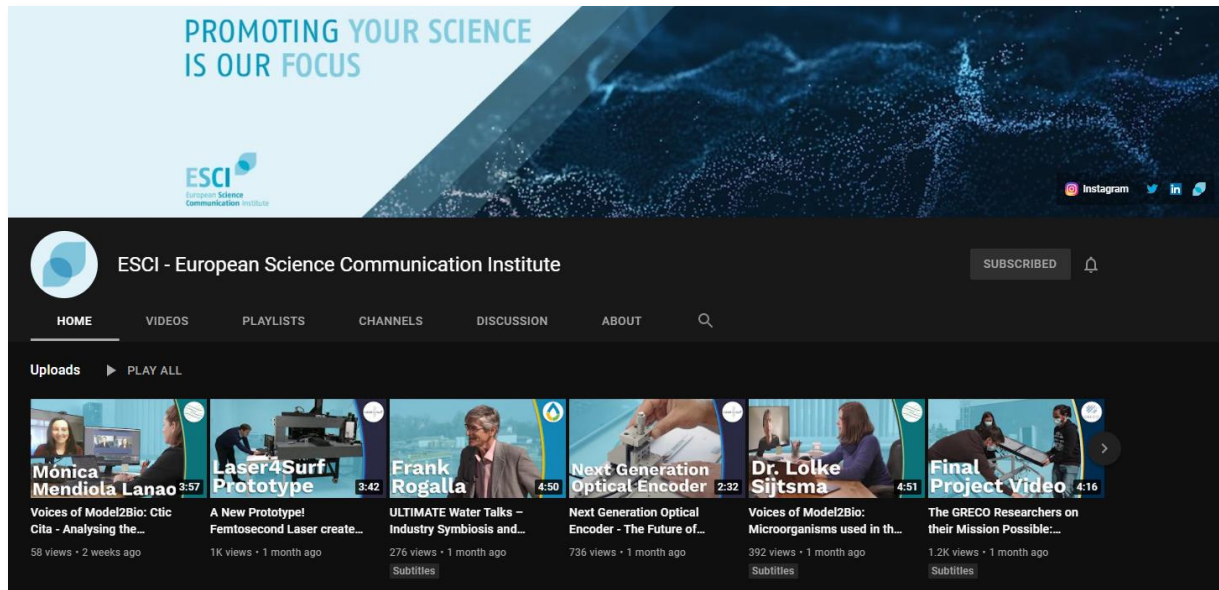 PROMOTING YOUR SCIENCE
IS OUR FOCUS
ESCI
European Science
Communication Institute
Instagram
ESCI - European Science Communication Institute
SUBSCRIBED
HOME VIDEOS PLAYLISTS CHANNELS DISCUSSION ABOUT
Uploads PLAY ALL
Mónica
Mendiola Lanao 3:57
Voices of Model2Bio: Ctic
Cita - Analysing the...
58 views • 2 weeks ago
Laser4Surf
Prototype 3:42
A New Prototype!
Femtosecond Laser create...
1K views • 1 month ago
Frank
Rogalla 4:50
ULTIMATE Water Talks –
Industry Symbiosis and...
276 views • 1 month ago
Subtitles
Next Generation
Optical Encoder 2:32
Next Generation Optical
Encoder - The Future of...
736 views • 1 month ago
Dr. Lolke
Sijtsma 4:51
Voices of Model2Bio:
Microorganisms used in th...
392 views • 1 month ago
Subtitles
Final
Project Video 4:16
The GRECO Researchers on
their Mission Possible:...
1.2K views • 1 month ago
Subtitles